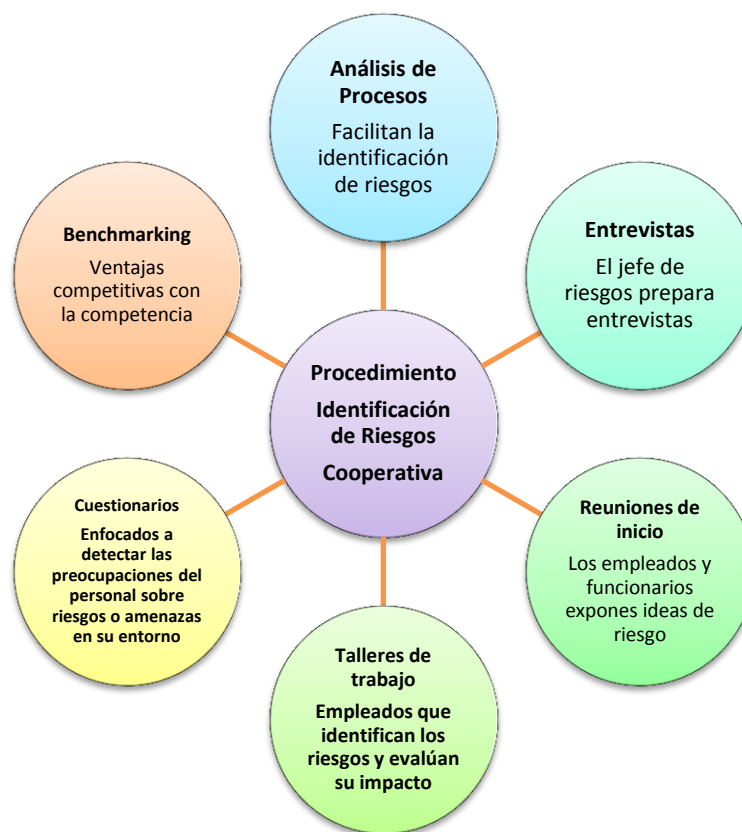 Análisis de
Procesos
Facilitan la
identificación
de riesgos
Benchmarking
Ventajas
competitivas con
la competencia
Entrevistas
El jefe de
riesgos prepara
entrevistas
Procedimiento
Identificación
de Riesgos
Cooperativa
Cuestionarios
Enfocados a
detectar las
preocupaciones del
personal sobre
riesgos o amenazas
en su entorno
Reuniones de
inicio
Los empleados y
funcionarios
expones ideas de
riesgo
Talleres de
trabajo
Empleados que
identifican los
riesgos y evalúan
su impacto